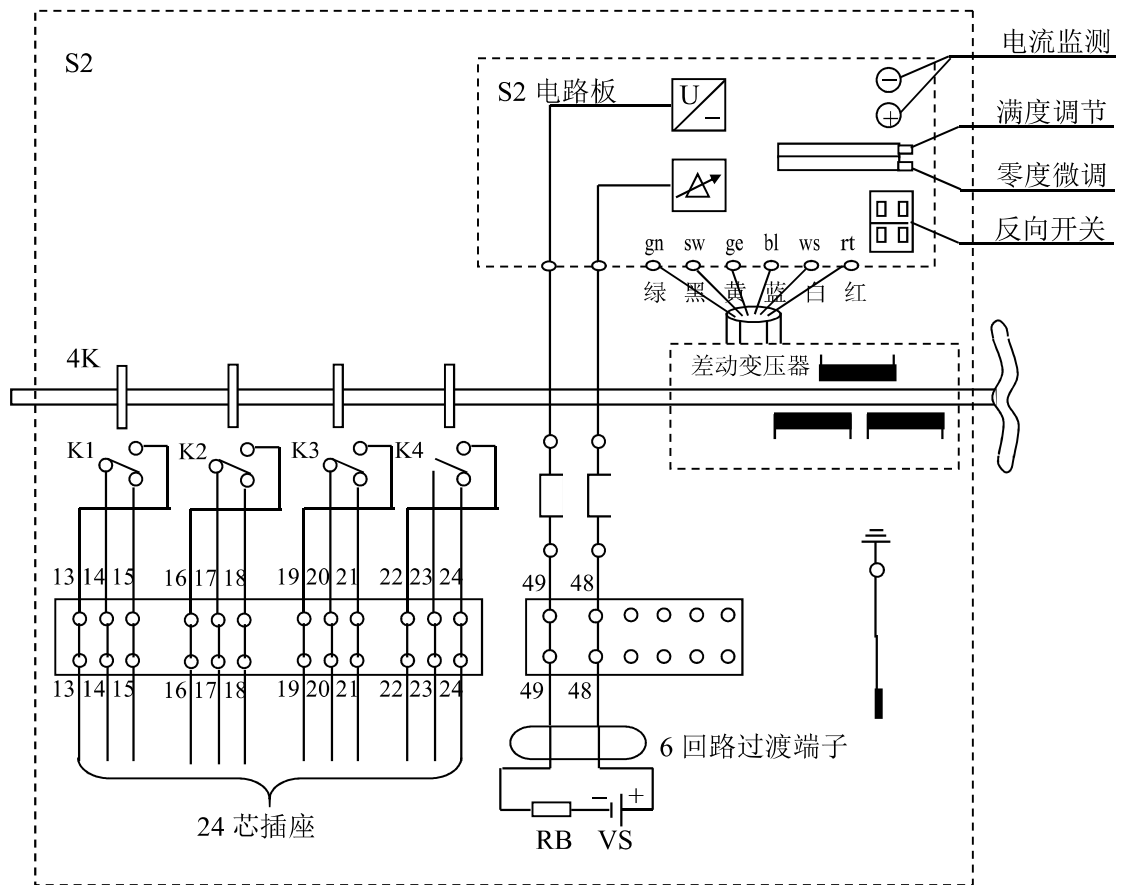 电流监测
S2
S2 电路板
U
满度调节
零度微调
反向开关
gn sw ge bl ws rt
绿 黑 黄 蓝 白 红
4K
差动变压器
K1 K2 K3 K4
13 14 15 16 17 18 19 20 21 22 23 24 49 48
13 14 15 16 17 18 19 20 21 22 23 24 49 48
6 回路过渡端子
− +
24 芯插座
RB VS